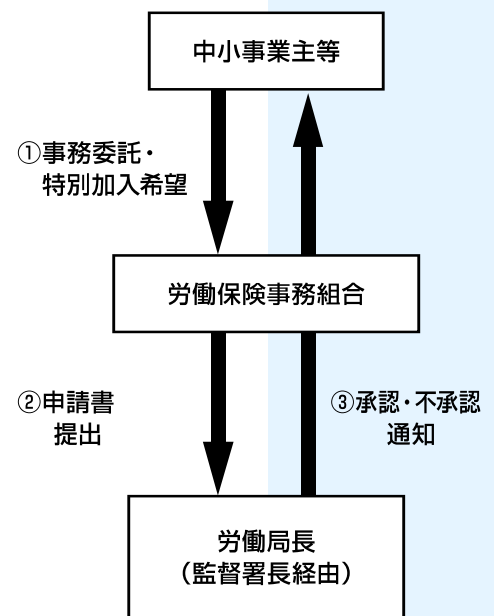 中小事業主等
①事務委託・
特別加入希望
労働保険事務組合
②申請書
提出
③承認・不承認
通知
労働局長
（監督署長経由）